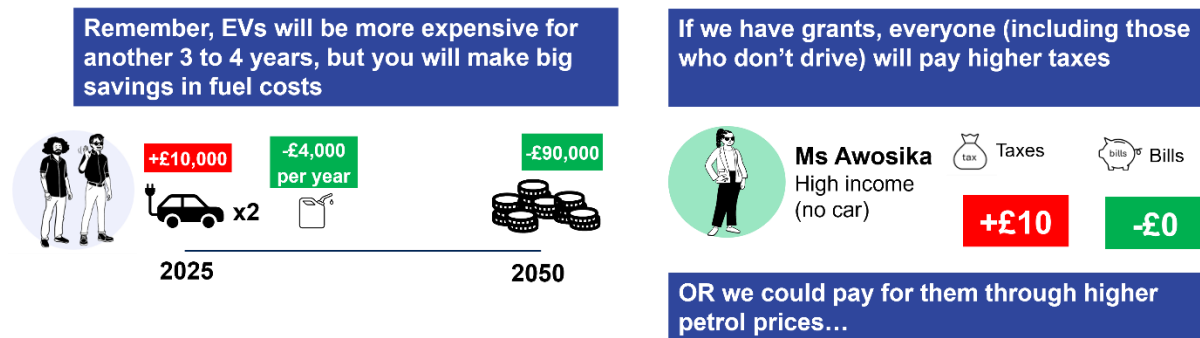 Remember, EVs will be more expensive for
another 3 to 4 years, but you will make big
savings in fuel costs
+£10,000
x2
-£4,000
per year
-£90,000
2025
2050
If we have grants, everyone (including those
who don’t drive) will pay higher taxes
Ms Awosika
High income
(no car)
tax
Taxes
+£10
bills
Bills
-£0
OR we could pay for them through higher
petrol prices…